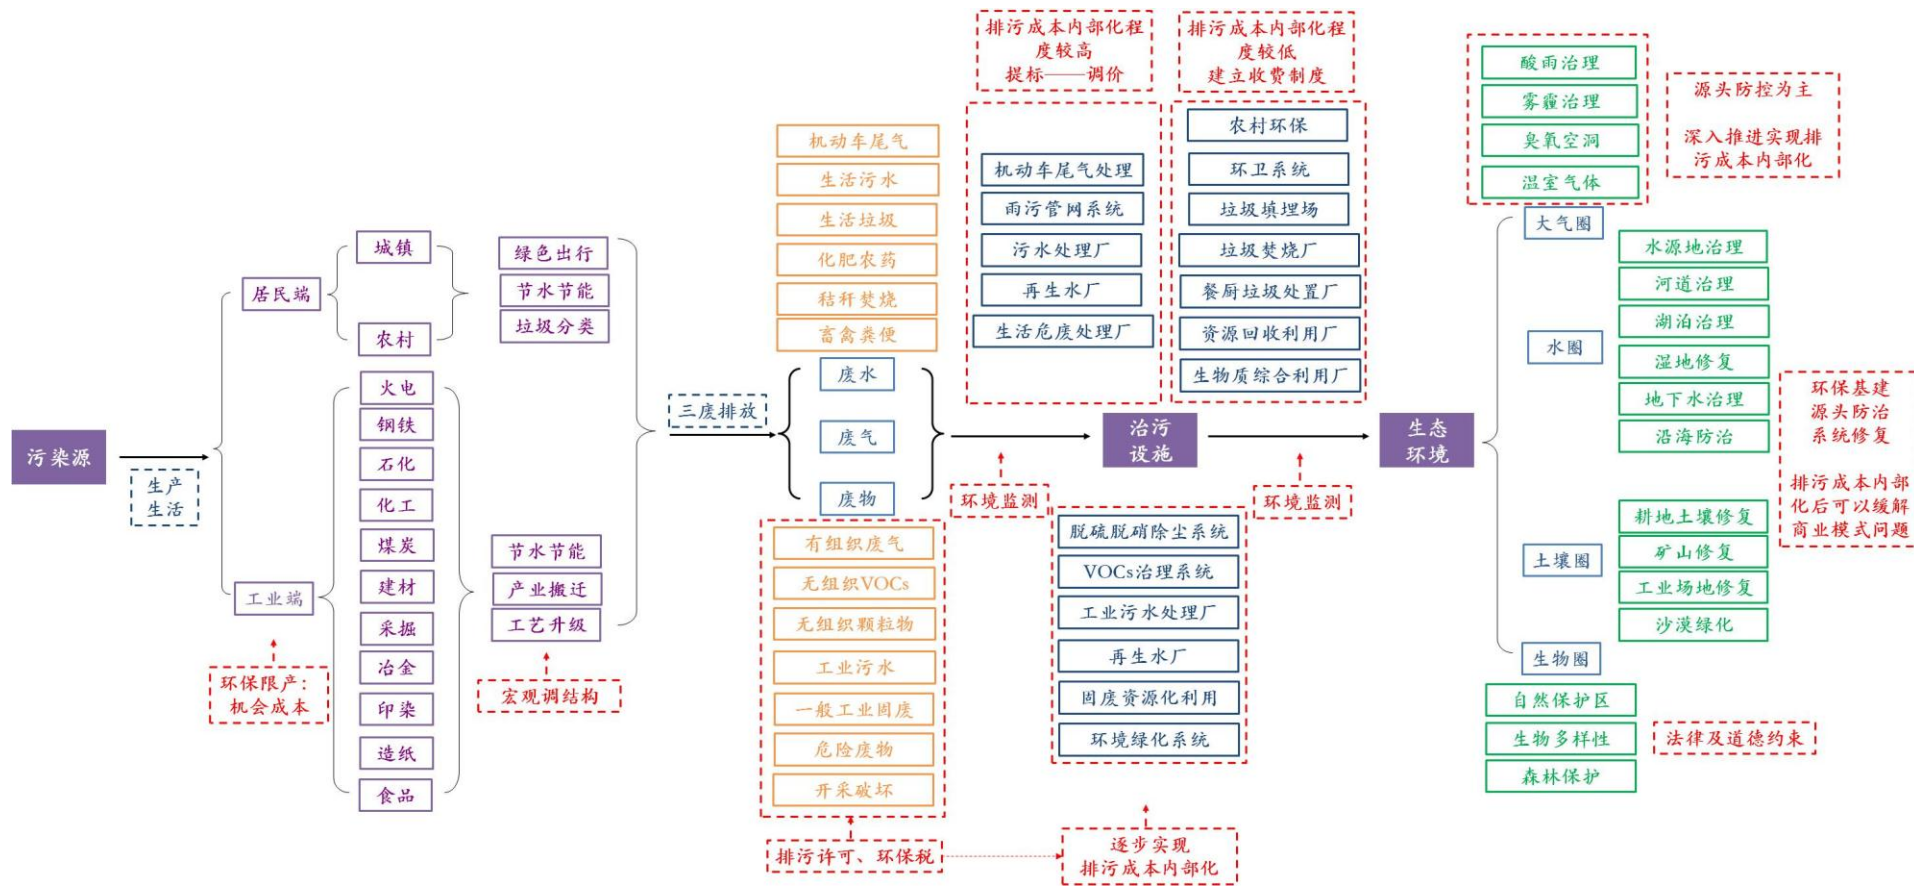 污染源
生产
生活
居民端
工业端
环保限产：
机会成本
城镇
农村
火电
钢铁
石化
化工
煤炭
建材
采掘
冶金
印染
造纸
食品
绿色出行
节水节能
垃圾分类
节水节能
产业搬迁
工艺升级
宏观调结构
三废排放
机动车尾气
生活污水
生活垃圾
化肥农药
秸秆焚烧
畜禽粪便
废水
废气
废物
有组织废气
无组织VOCs
无组织颗粒物
工业污水
一般工业固废
危险废物
开采破坏
排污许可、环保税
环境监测
排污成本内部化程
度较高
提标——调价
机动车尾气处理
雨污管网系统
污水处理厂
再生水厂
生活危废处理厂
排污成本内部化程
度较低
建立收费制度
农村环保
环卫系统
垃圾填埋场
垃圾焚烧厂
餐厨垃圾处置厂
资源回收利用厂
生物质综合利用厂
治污
设施
脱硫脱硝除尘系统
VOCs治理系统
工业污水处理厂
再生水厂
固废资源化利用
环境绿化系统
逐步实现
排污成本内部化
环境监测
生态
环境
酸雨治理
雾霾治理
臭氧空洞
温室气体
源头防控为主
深入推进实现排
污成本内部化
大气圈
水圈
土壤圈
生物圈
水源地治理
河道治理
湖泊治理
湿地修复
地下水治理
沿海防治
耕地土壤修复
矿山修复
工业场地修复
沙漠绿化
环保基建
源头防治
系统修复
排污成本内部
化后可以缓解
商业模式问题
自然保护区
生物多样性
森林保护
法律及道德约束